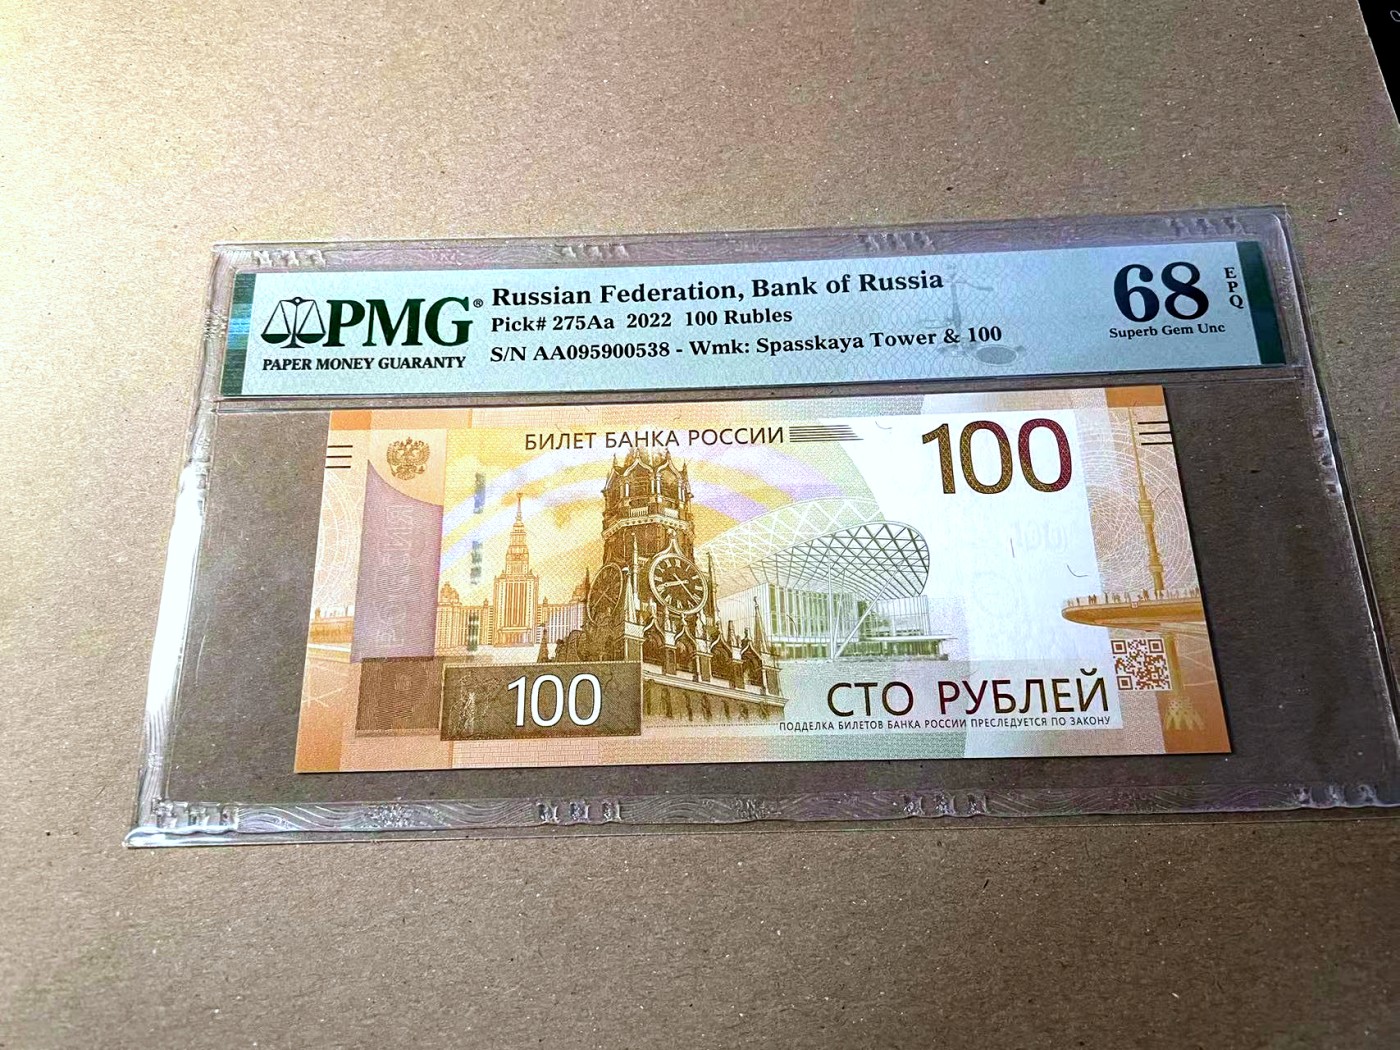 PMG®
PAPER MONEY GUARANTY
Russian Federation, Bank of Russia
Pick# 275Aa 2022 100 Rubles
S/N AA095900538 - Wmk: Spasskaya Tower & 100
68
EPQ
Superb Gem Unc
БИЛЕТ БАНКА РОССИИ
100
100
СТО РУБЛЕЙ
ПОДДЕЛКА БИЛЕТОВ БАНКА РОССИИ ПРЕСЛЕДУЕТСЯ ПО ЗАКОНУ